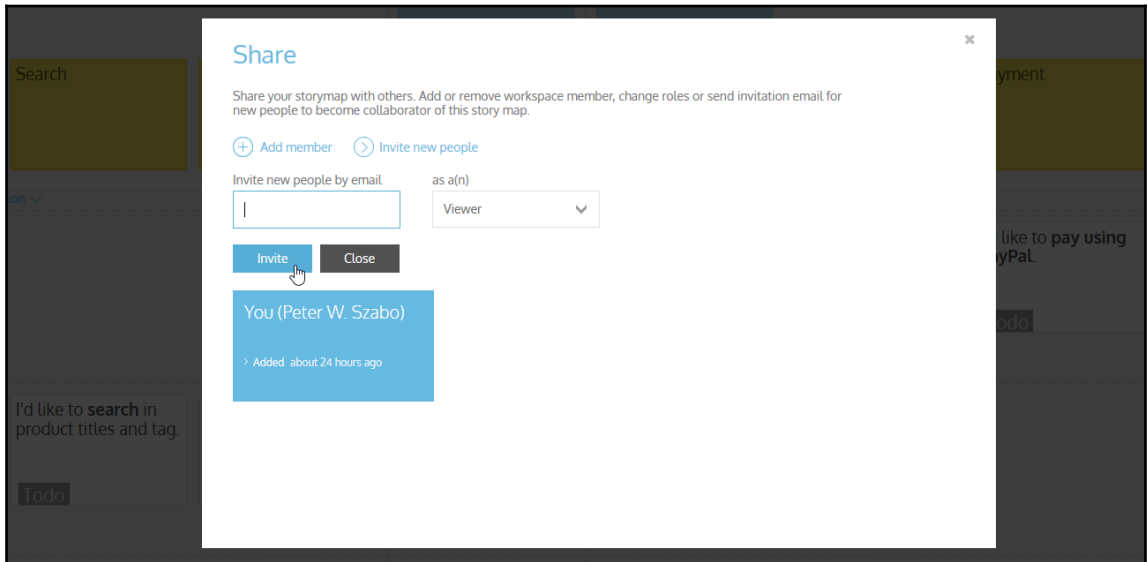 Share
Share your storymap with others. Add or remove workspace member, change roles or send invitation email for
new people to become collaborator of this story map.
Add member
Invite new people
Invite new people by email
as a(n)
Viewer
Invite
Close
You (Peter W. Szabo)
Added about 24 hours ago
Search
yment
on
like to pay using
yPal.
odo
I'd like to search in
product titles and tag.
Todo